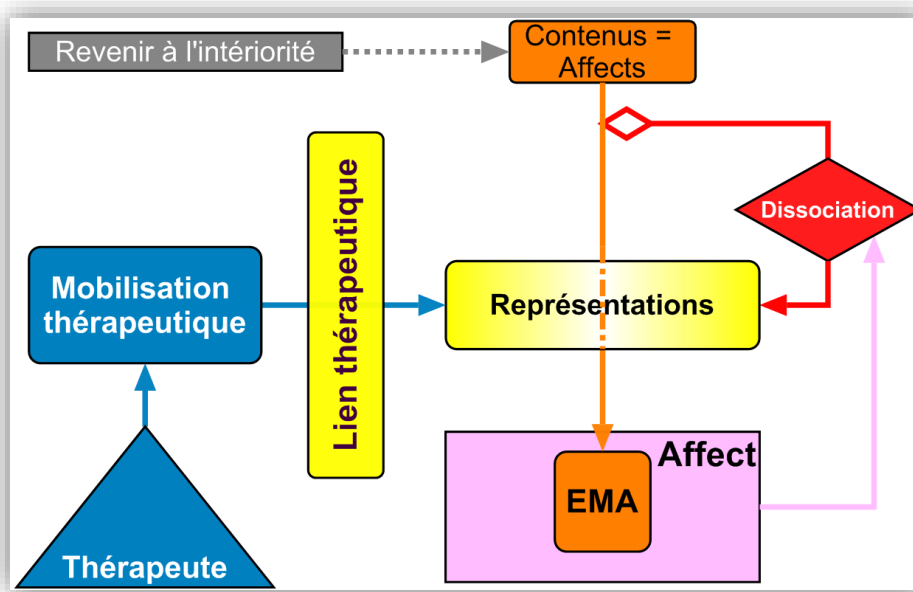 Revenir à l'intériorité
Contenus =
Affects
Lien thérapeutique
Dissociation
Mobilisation
thérapeutique
Représentations
Affect
EMA
Thérapeute